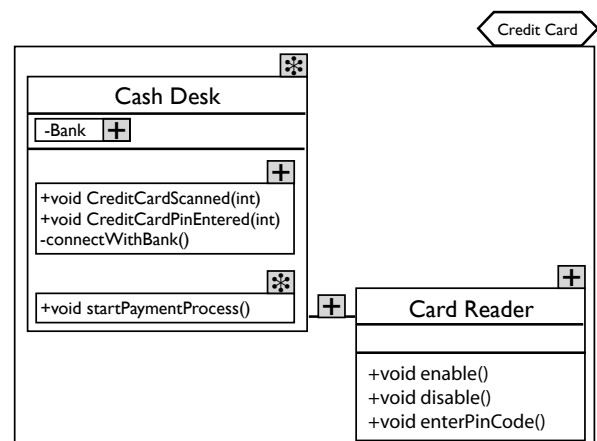 Credit Card
Cash Desk
-Bank +
+
+void CreditCardScanned(int)
+void CreditCardPinEntered(int)
-connectWithBank()
+void startPaymentProcess()
+
+
Card Reader
+void enable()
+void disable()
+void enterPinCode()